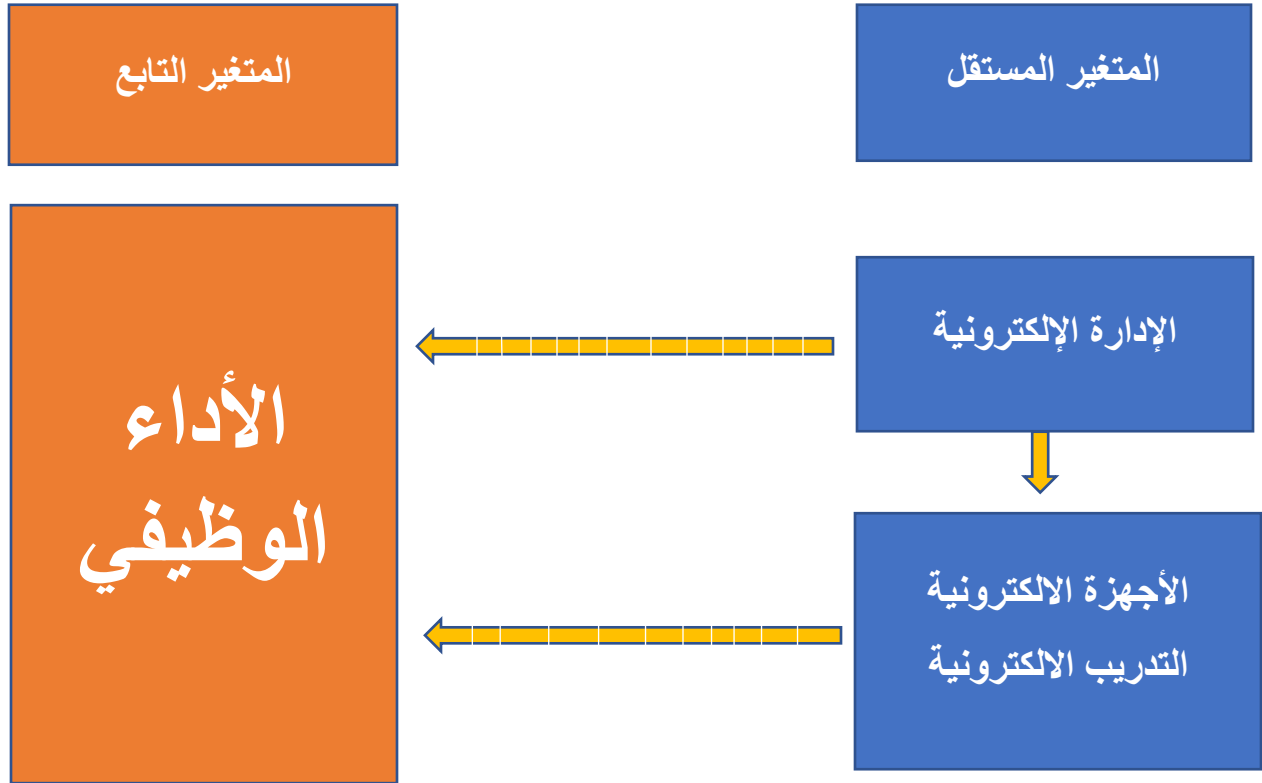 المتغير المستقل
المتغير التابع
الإدارة الإلكترونية
الأداء
الوظيفي
الأجهزة الالكترونية
التدريب الالكترونية